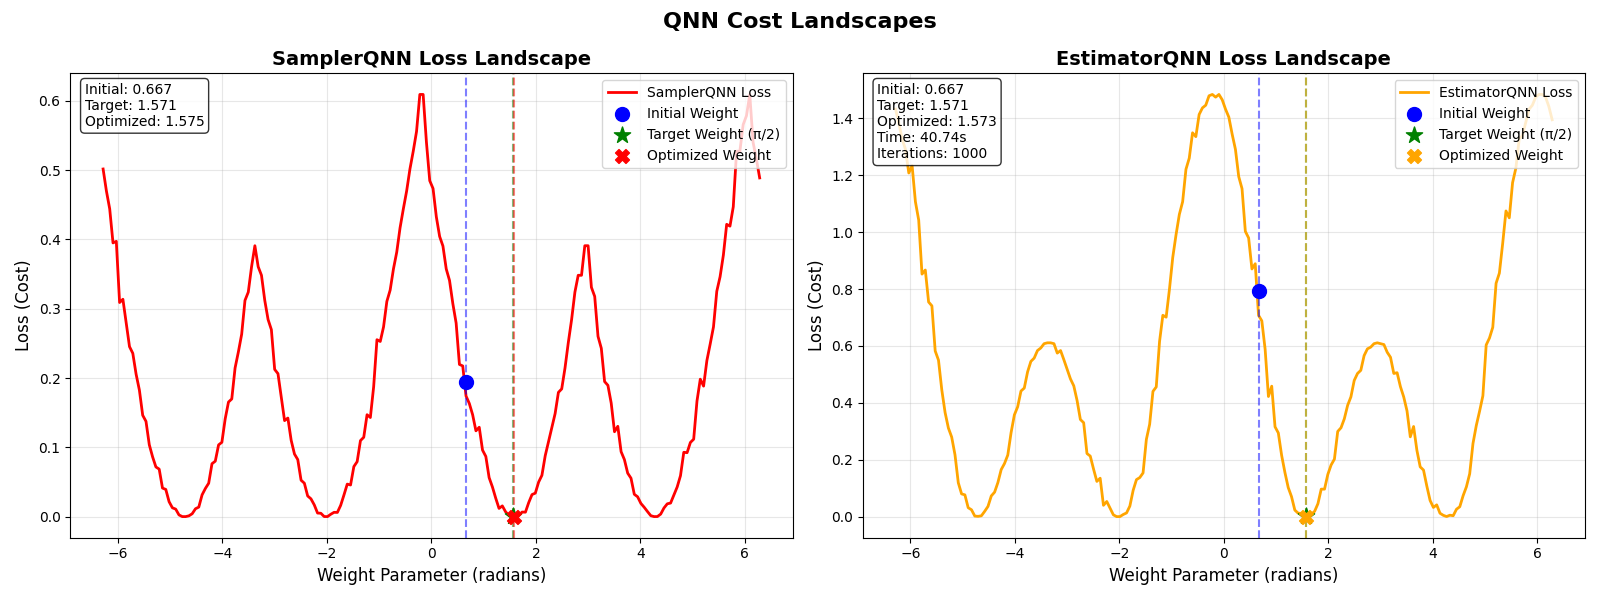 QNN Cost Landscapes
SamplerQNN Loss Landscape
Initial: 0.667
Target: 1.571
Optimized: 1.575
SamplerQNN Loss
Initial Weight
Target Weight (π/2)
Optimized Weight
Loss (Cost)
0.6
0.5
0.4
0.3
0.2
0.1
0.0
−6
−4
−2
0
2
4
6
Weight Parameter (radians)
EstimatorQNN Loss Landscape
Initial: 0.667
Target: 1.571
Optimized: 1.573
Time: 40.74s
Iterations: 1000
EstimatorQNN Loss
Initial Weight
Target Weight (π/2)
Optimized Weight
Loss (Cost)
1.4
1.2
1.0
0.8
0.6
0.4
0.2
0.0
−6
−4
−2
0
2
4
6
Weight Parameter (radians)